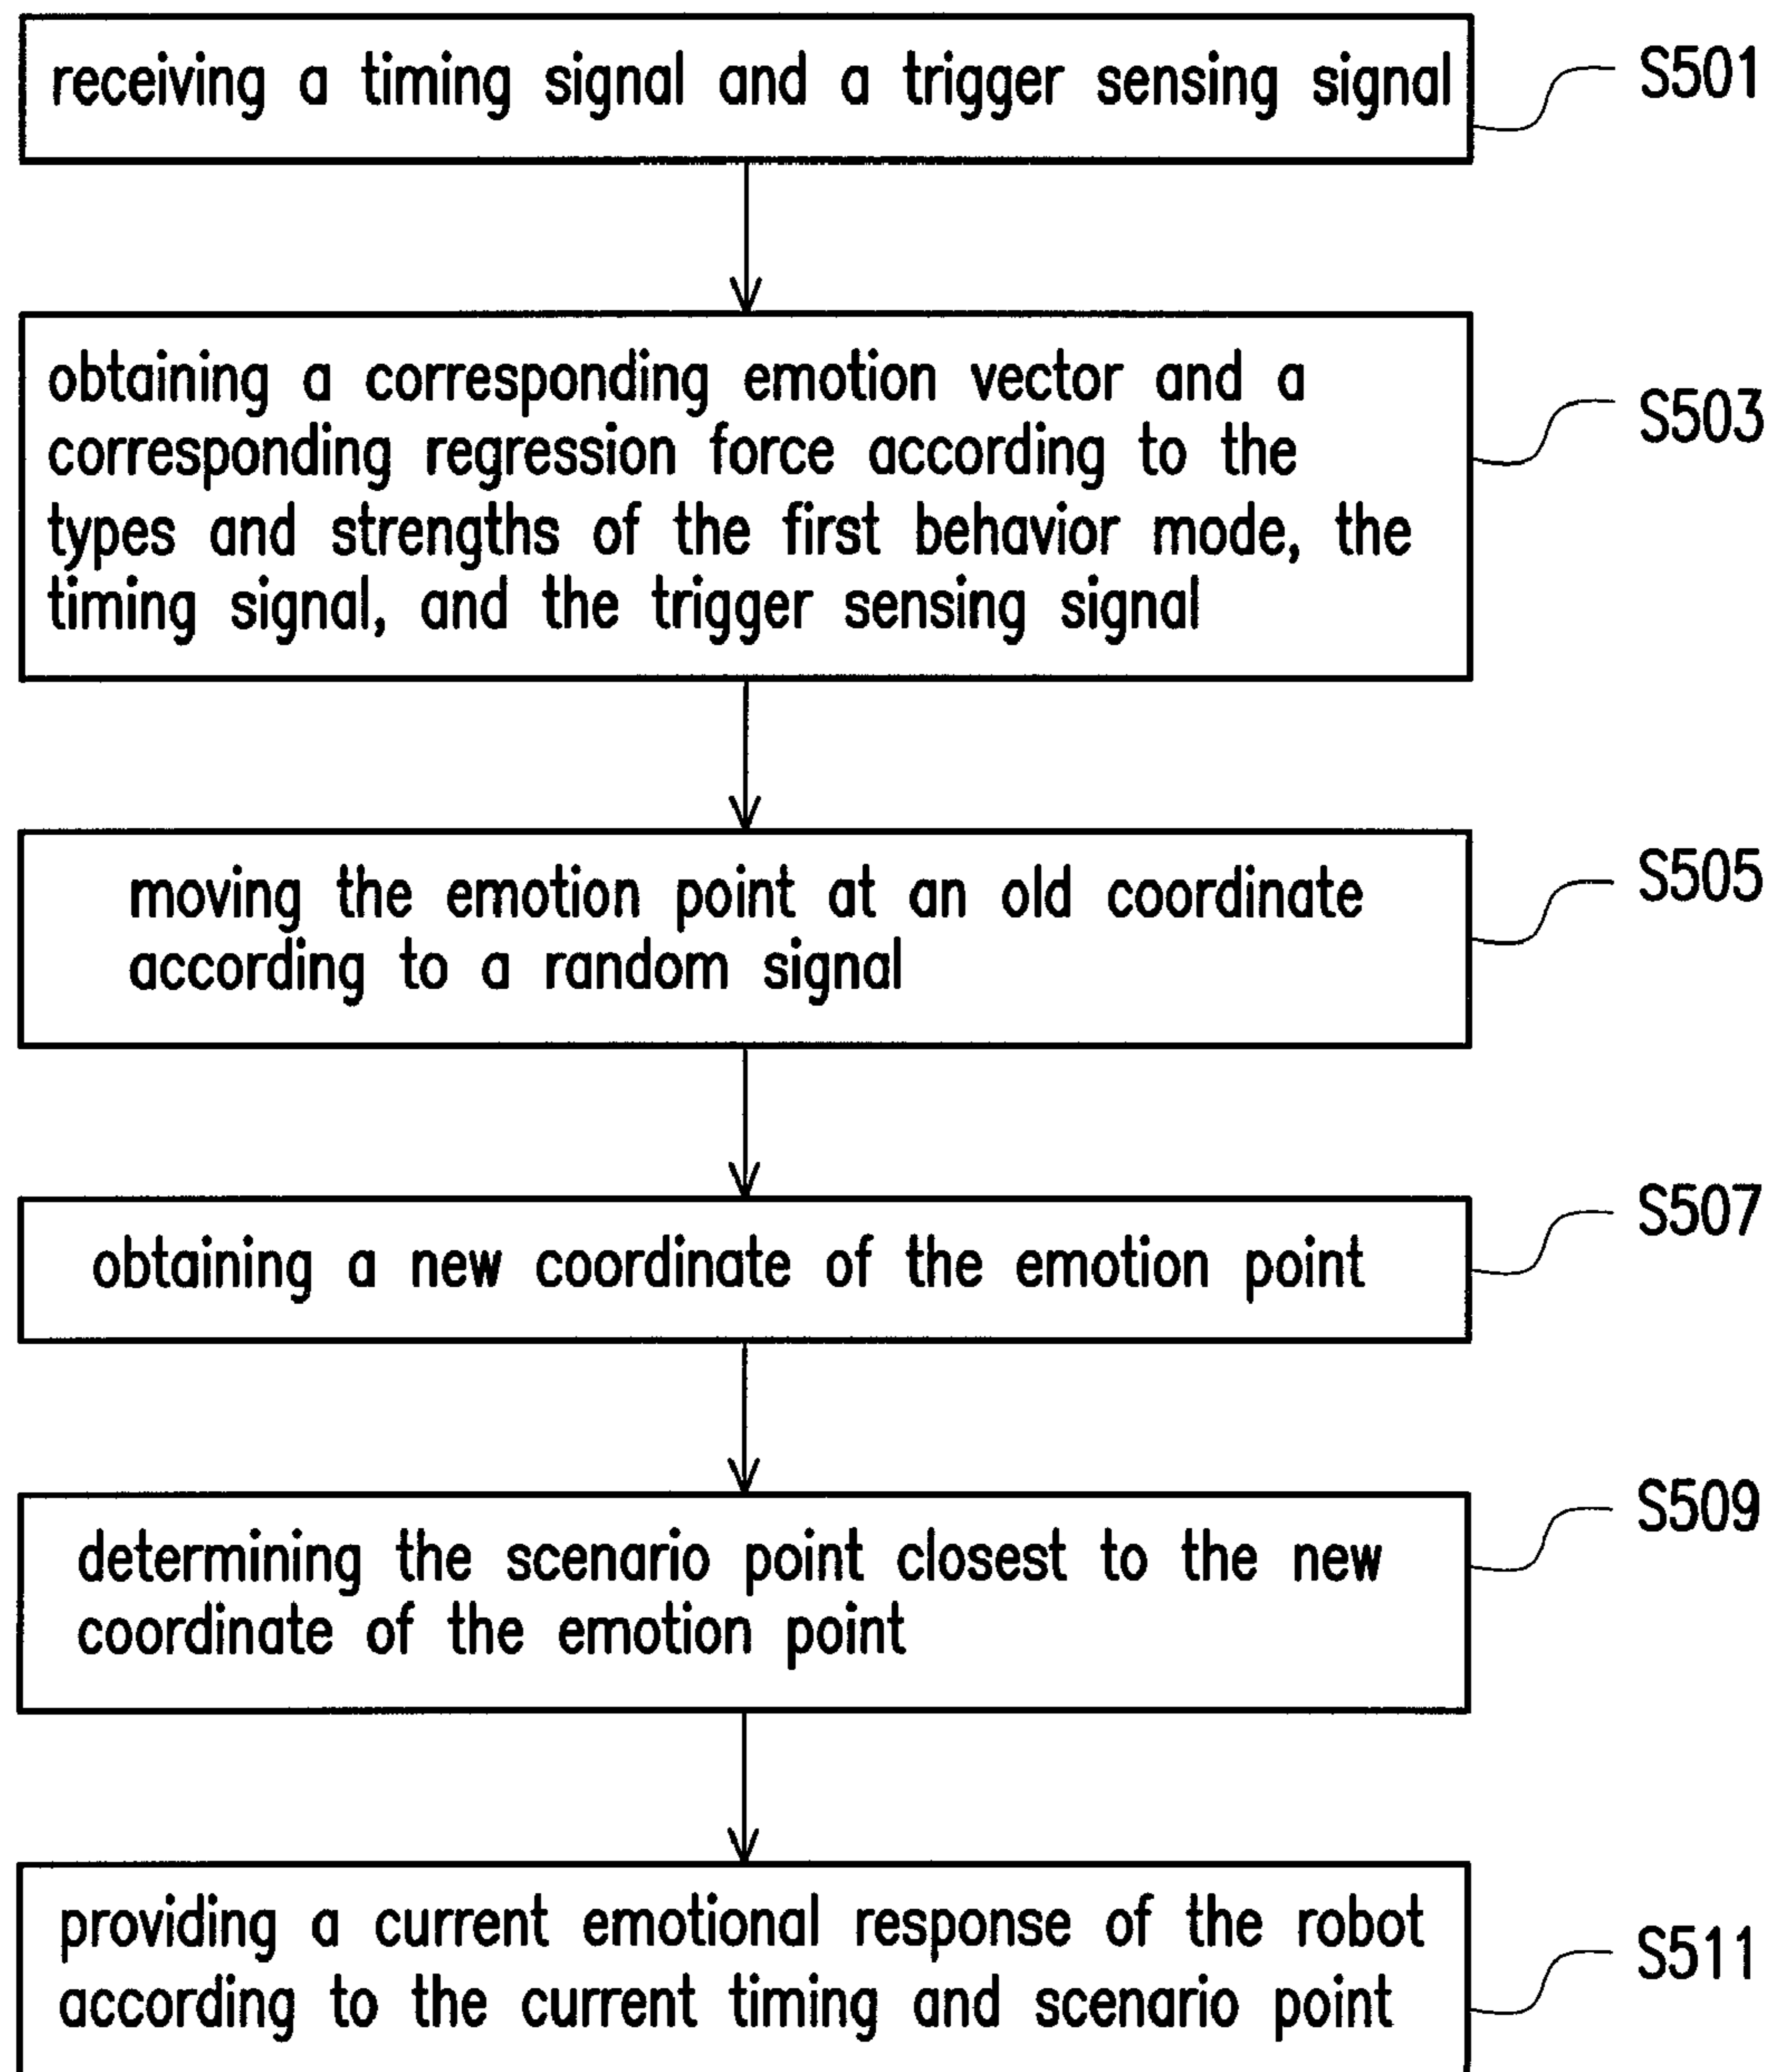 receiving a timing signal and a trigger sensing signal
S501
obtaining a corresponding emotion vector and a
corresponding regression force according to the
types and strengths of the first behavior mode, the
timing signal, and the trigger sensing signal
S503
moving the emotion point at an old coordinate
according to a random signal
S505
obtaining a new coordinate of the emotion point
S507
determining the scenario point closest to the new
coordinate of the emotion point
S509
providing a current emotional response of the robot
according to the current timing and scenario point
S511